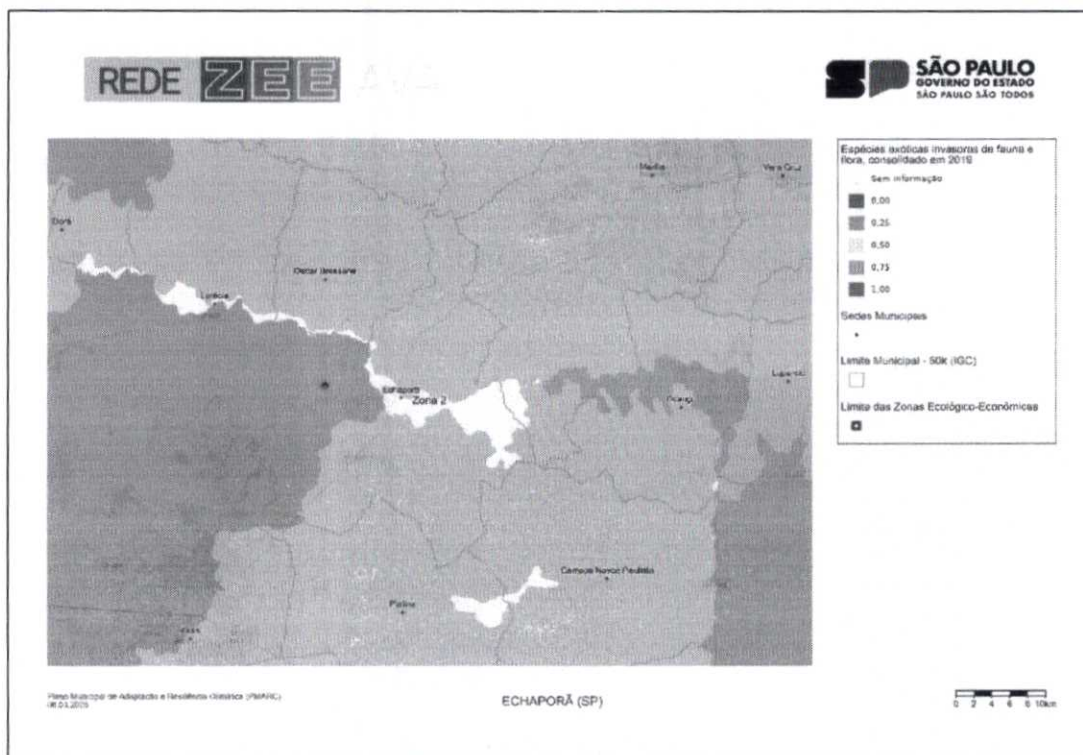 REDE ZEE
SÃO PAULO
GOVERNO DO ESTADO
SÃO PAULO SÃO TODOS
Espécies exóticas invasoras de fauna e
flora, consolidado em 2019
Sem informação
0,00
0,25
0,50
0,75
1,00
Sedes Municipais
Limite Municipal - 50k (IGC)
Limite das Zonas Ecológico-Econômicas
Marília
Vera Cruz
Oscar Bressane
Lutécia
Echaporã
Zona 2
Lupércio
Ocauçu
Campos Novos Paulista
Platina
Plano Municipal de Adaptação e Resiliência Climática (PMARC)
ECHAPORÃ (SP)
0 2 4 6 8 10km